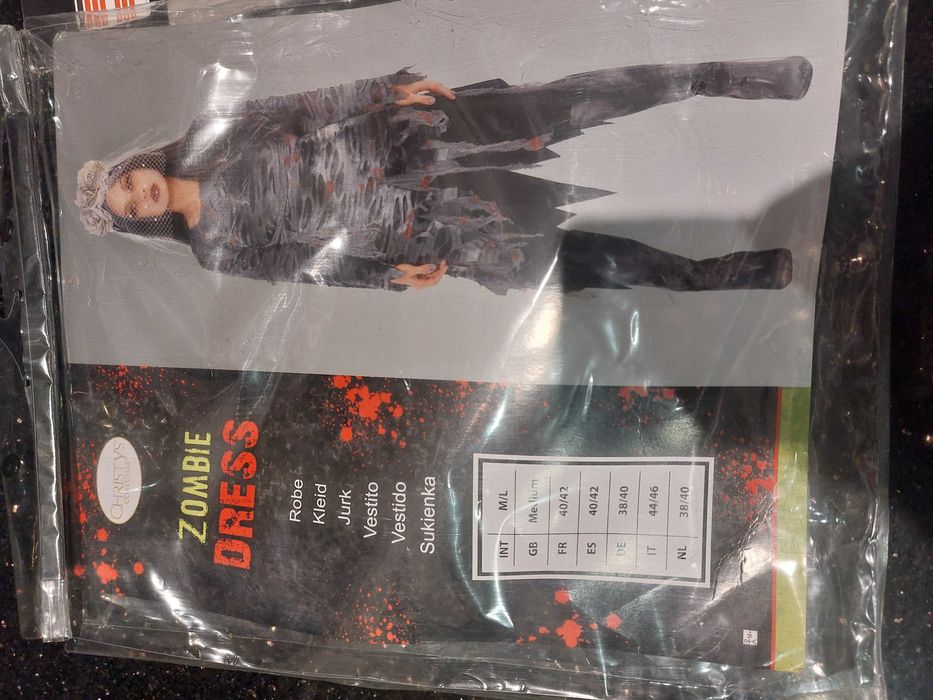 CHRISTYS
ZOMBIE
DRESS
Robe
Kleid
Jurk
Vestito
Vestido
Sukienka
INT M/L
GB Medium
FR 40/42
ES 40/42
DE 38/40
IT 44/46
NL 38/40